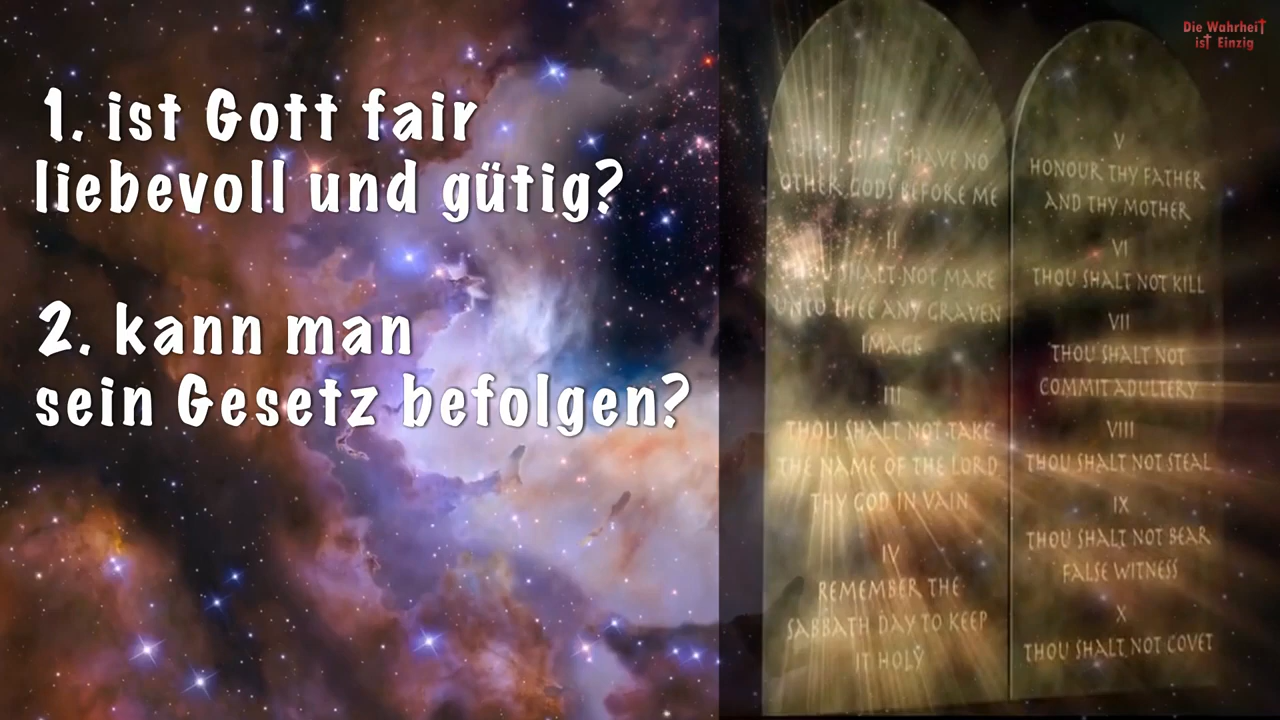 1. ist Gott fair
liebevoll und gütig?
2. kann man
sein Gesetz befolgen?
Die Wahrheit
ist Einzig
HAVE NO
OTHER GODS BEFORE ME
II
SHALT NOT MAKE
UNTO THEE ANY GRAVEN
IMAGE
III
THOU SHALT NOT TAKE
THE NAME OF THE LORD
THY GOD IN VAIN
IV
REMEMBER THE
SABBATH DAY TO KEEP
IT HOLY
V
HONOUR THY FATHER
AND THY MOTHER
VI
THOU SHALT NOT KILL
VII
THOU SHALT NOT
COMMIT ADULTERY
VIII
THOU SHALT NOT STEAL
IX
THOU SHALT NOT BEAR
FALSE WITNESS
X
THOU SHALT NOT COVET